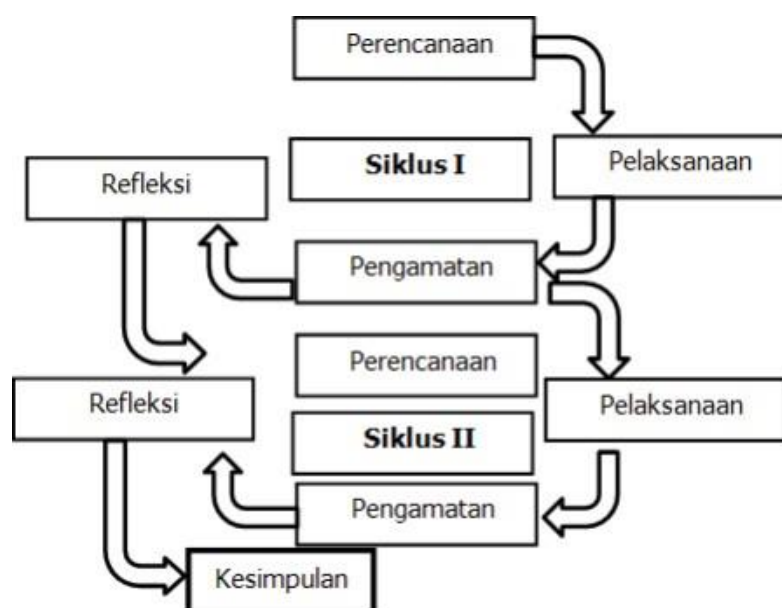 Perencanaan
Siklus I
Pelaksanaan
Refleksi
Pengamatan
Perencanaan
Refleksi
Pelaksanaan
Siklus II
Pengamatan
Kesimpulan